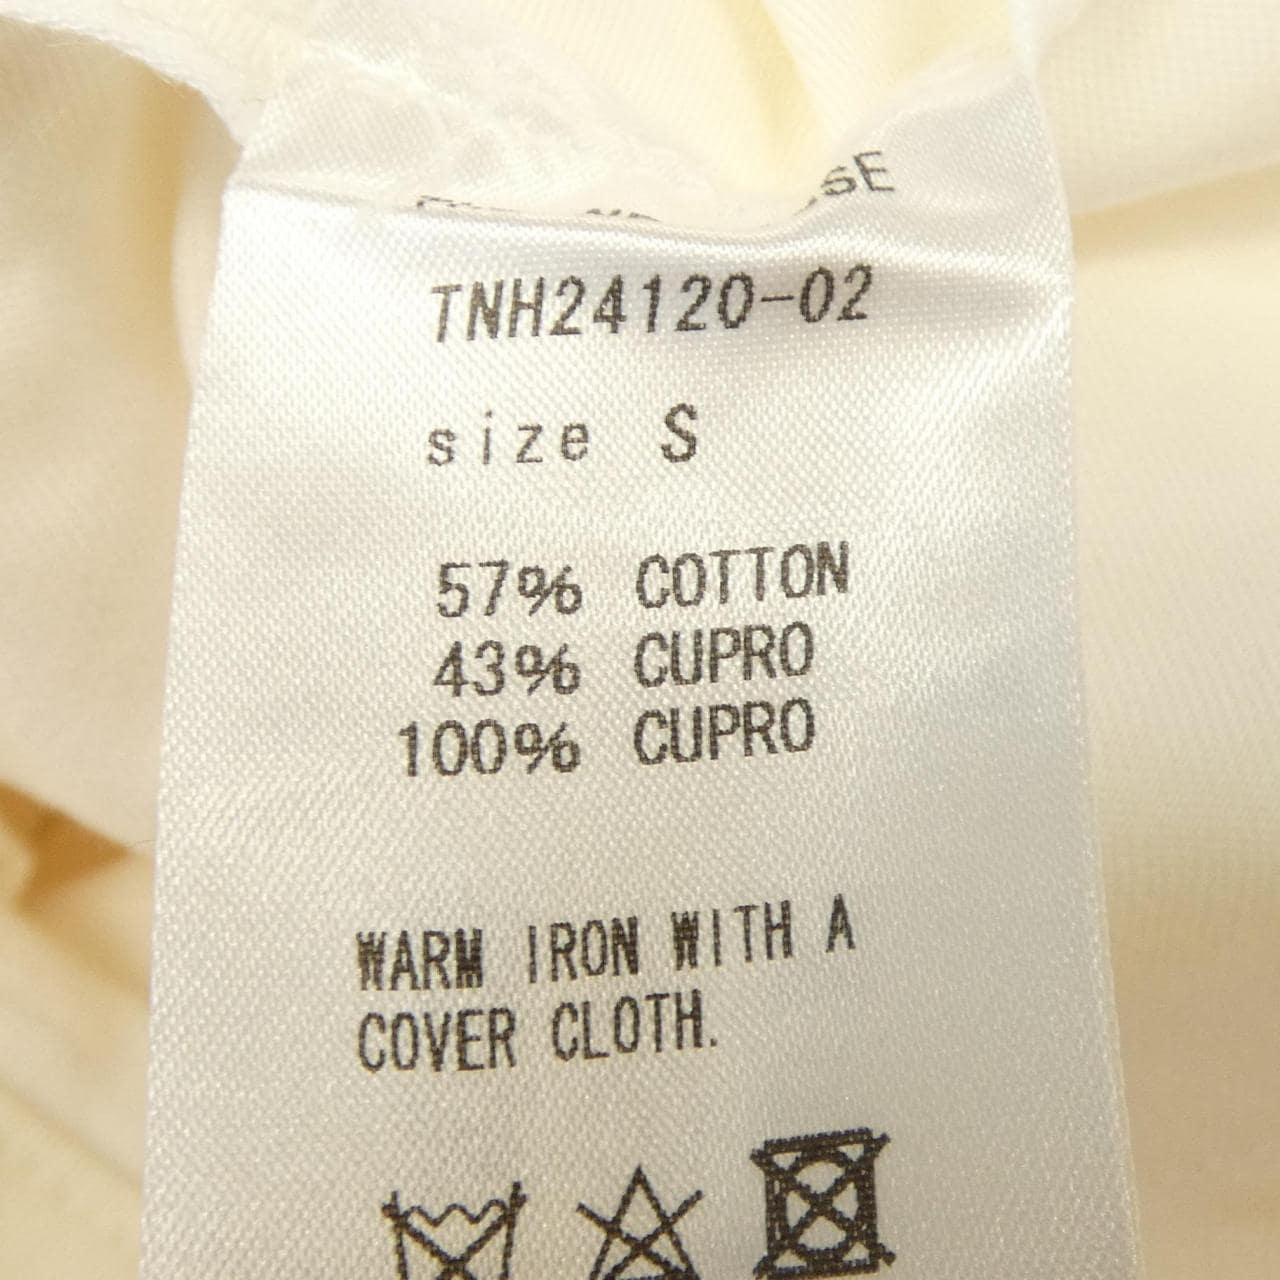 TNH24120-02
size S
57% COTTON
43% CUPRO
100% CUPRO
WARM IRON WITH A
COVER CLOTH.